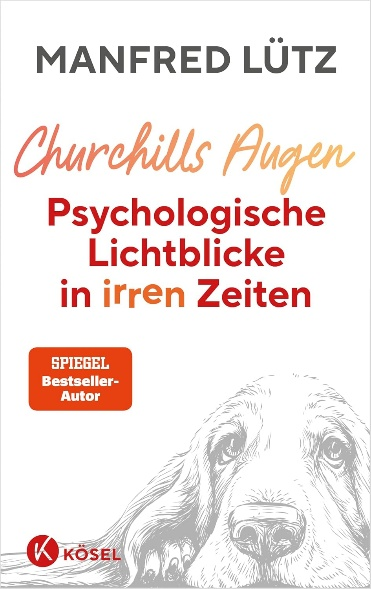 MANFRED LÜTZ
Churchills Augen
Psychologische
Lichtblicke
in irren Zeiten
SPIEGEL
Bestseller-
Autor
K KÖSEL